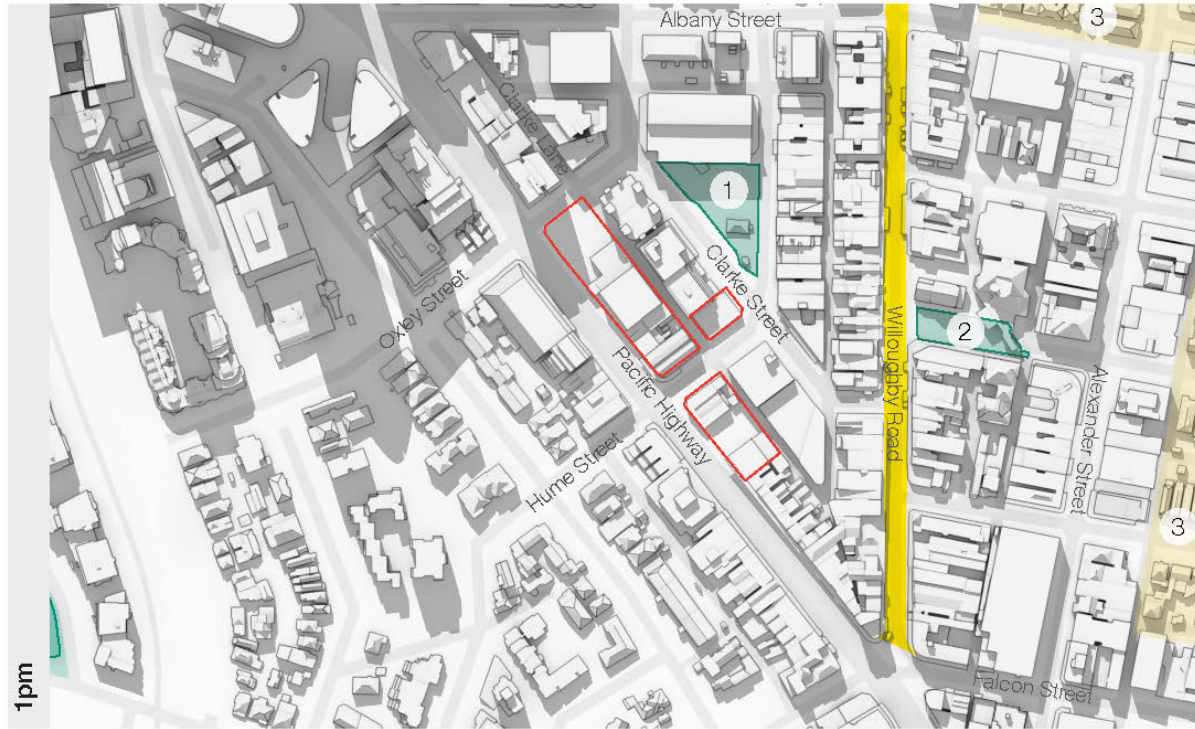 Albany Street
3
Clarke Lane
1
Clarke Street
Oxley Street
2
Willoughby Road
Pacific Highway
Alexander Street
Hume Street
3
Falcon Street
1pm